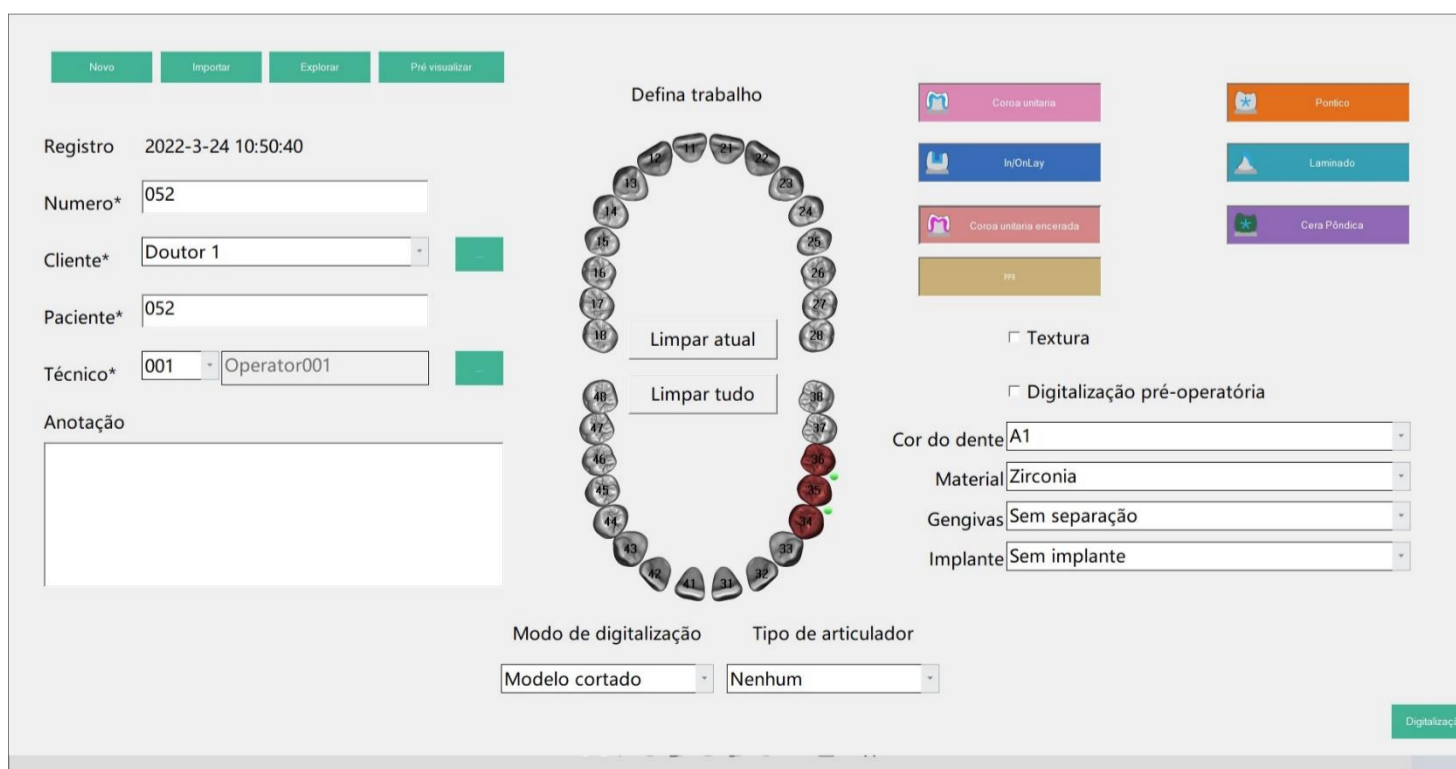 Novo
Importar
Explorar
Pré visualizar
Registro 2022-3-24 10:50:40
Numero* 052
Cliente* Doutor 1 ...
Paciente* 052
Técnico* 001 Operator001 ...
Anotação
Defina trabalho
12 11 21 22
13 23
14 24
15 25
16 26
17 27
18 28
Limpar atual
Limpar tudo
48 38
47 37
46 36
45 35
44 34
43 33
42 41 31 32
Modo de digitalização Tipo de articulador
Modelo cortado Nenhum
Coroa unitaria Pontico
In/OnLay Laminado
Coroa unitaria encerada Cera Pôndica
Textura
Digitalização pré-operatória
Cor do dente A1
Material Zirconia
Gengivas Sem separação
Implante Sem implante